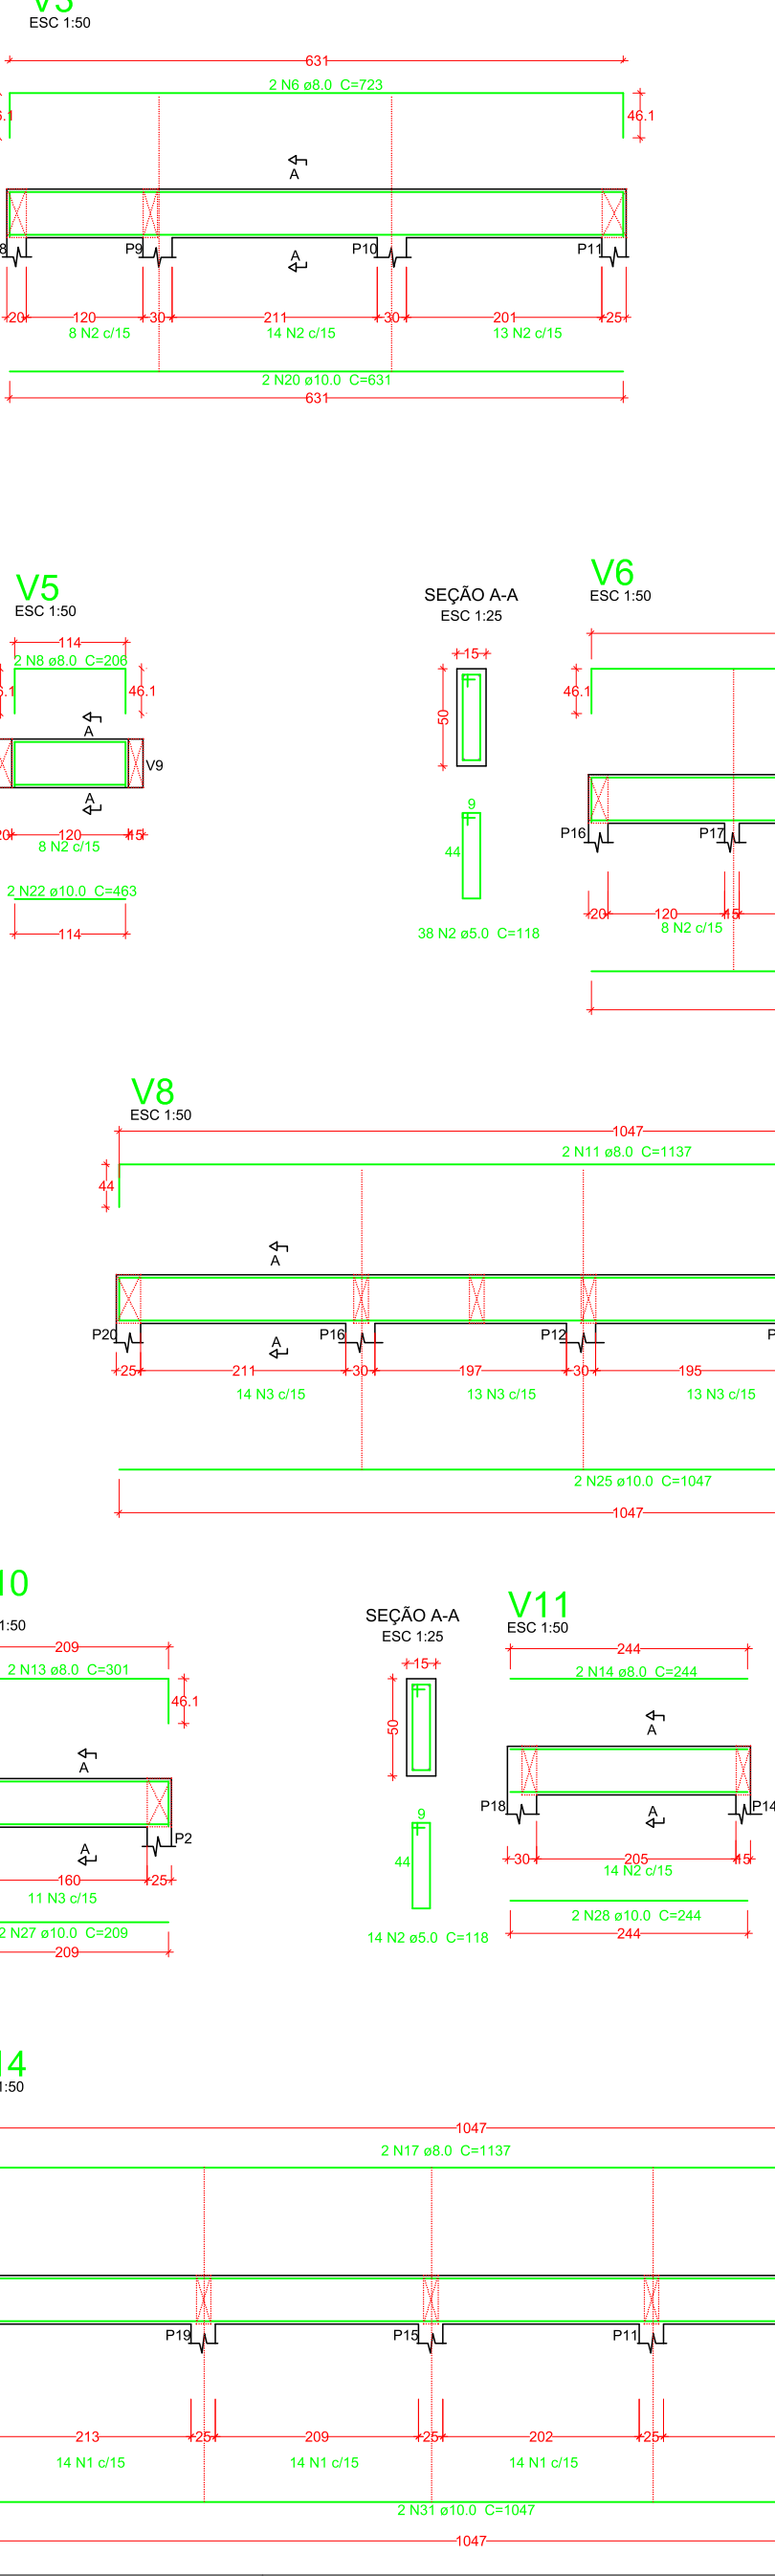 V3
ESC 1:50
631
2 N6 ø8.0 C=723
46.1
A
P9
P10
P11
A
20 120 30 211 30 201 25
8 N2 c/15 14 N2 c/15 13 N2 c/15
2 N20 ø10.0 C=631
631
V5
ESC 1:50
114
2 N8 ø8.0 C=206
46.1
A
V9
A
120 15
8 N2 c/15
2 N22 ø10.0 C=463
114
SEÇÃO A-A
ESC 1:25
15
50
9
44
38 N2 ø5.0 C=118
V6
ESC 1:50
46.1
P16
P17
20 120 15
8 N2 c/15
V8
ESC 1:50
1047
2 N11 ø8.0 C=1137
44
A
P20
P16
P12
A
25 211 30 197 30 195
14 N3 c/15 13 N3 c/15 13 N3 c/15
2 N25 ø10.0 C=1047
1047
10
1:50
209
2 N13 ø8.0 C=301
46.1
A
P2
A
160 25
11 N3 c/15
2 N27 ø10.0 C=209
209
SEÇÃO A-A
ESC 1:25
15
50
9
44
14 N2 ø5.0 C=118
V11
ESC 1:50
244
2 N14 ø8.0 C=244
A
P18
P14
A
30 205 15
14 N2 c/15
2 N28 ø10.0 C=244
244
14
1:50
1047
2 N17 ø8.0 C=1137
P19
P15
P11
213 25 209 25 202 25
14 N1 c/15 14 N1 c/15 14 N1 c/15
2 N31 ø10.0 C=1047
1047